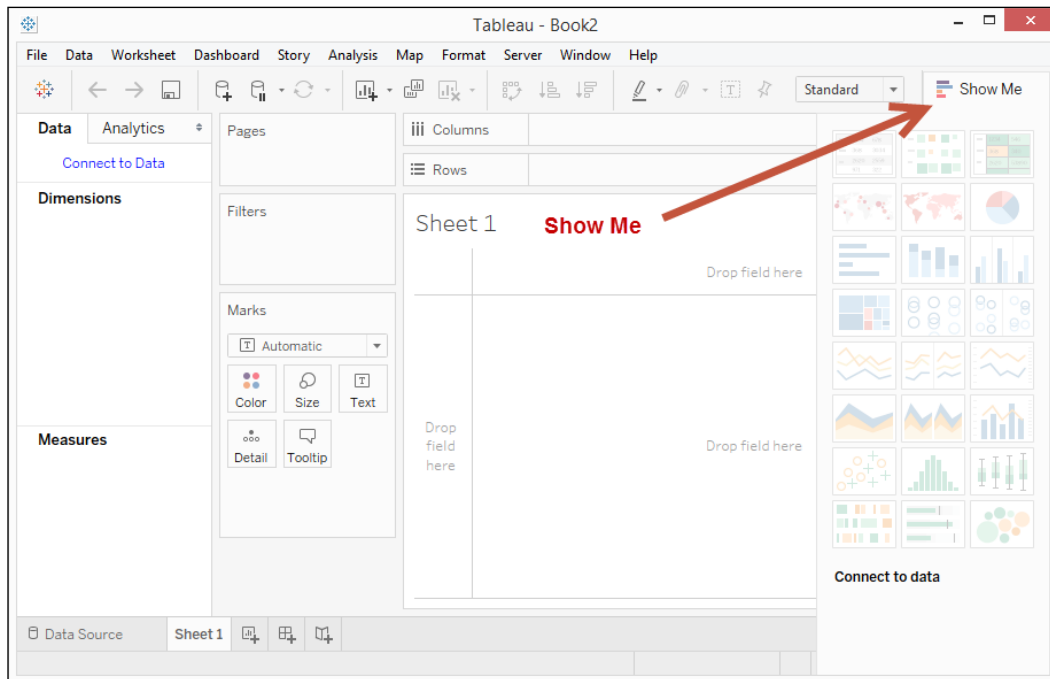 Tableau - Book2
File Data Worksheet Dashboard Story Analysis Map Format Server Window Help
Standard
Show Me
Data Analytics
Connect to Data
Dimensions
Measures
Pages
Filters
Marks
Automatic
Color Size Text
Detail Tooltip
Columns
Rows
Sheet 1
Show Me
Drop field here
Drop
field
here
Drop field here
Connect to data
Data Source Sheet 1